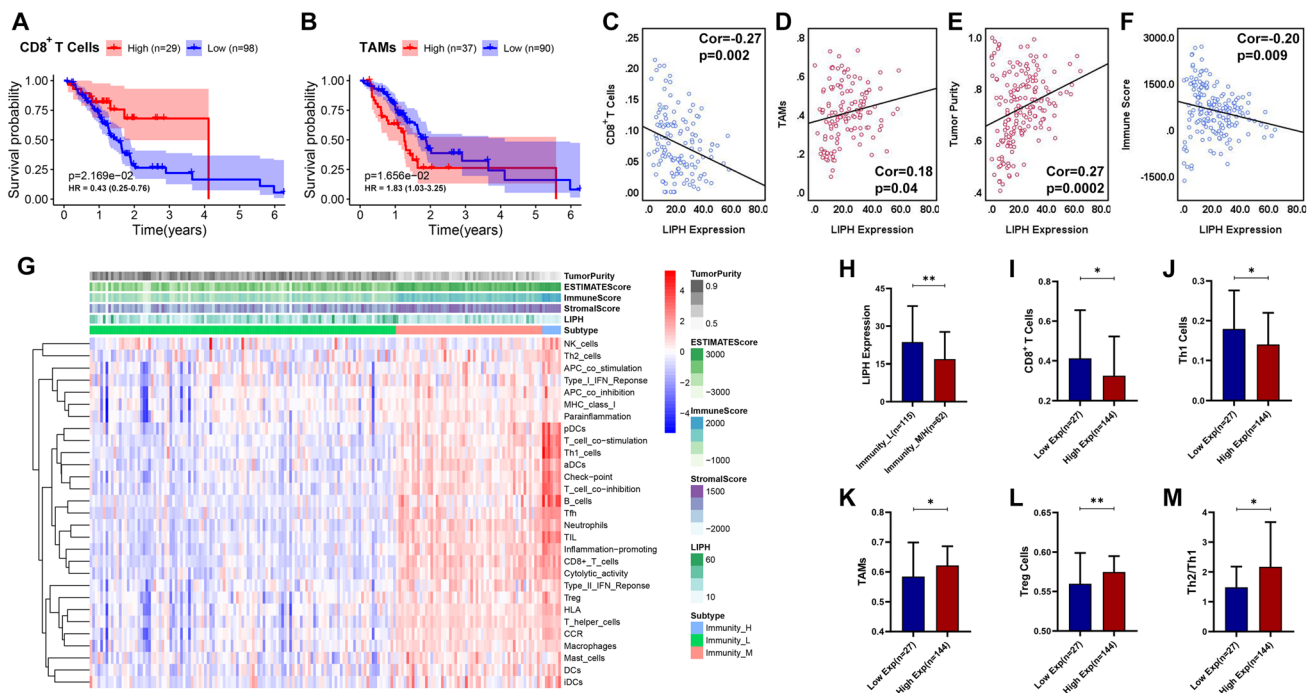 A
CD8+ T Cells
High (n=29)
Low (n=98)
Survival probability
1.00
0.75
0.50
0.25
0.00
p=2.169e−02
HR = 0.43 (0.25-0.76)
0 1 2 3 4 5 6
Time(years)
B
TAMs
High (n=37)
Low (n=90)
Survival probability
1.00
0.75
0.50
0.25
0.00
p=1.656e−02
HR = 1.83 (1.03-3.25)
0 1 2 3 4 5 6
Time(years)
C
Cor=-0.27
p=0.002
CD8+ T Cells
.25
.20
.15
.10
.05
.00
.0 20.0 40.0 60.0 80.0
LIPH Expression
D
TAMs
.8
.6
.4
.2
.0
Cor=0.18
p=0.04
.0 20.0 40.0 60.0 80.0
LIPH Expression
E
Tumor Purity
1.0
.8
.6
.4
Cor=0.27
p=0.0002
.0 20.0 40.0 60.0 80.0
LIPH Expression
F
Cor=-0.20
p=0.009
Immune Score
3000.0
1500.0
.0
-1500.0
.0 20.0 40.0 60.0 80.0
LIPH Expression
G
TumorPurity
ESTIMATEScore
ImmuneScore
StromalScore
LIPH
Subtype
NK_cells
Th2_cells
APC_co_stimulation
Type_I_IFN_Reponse
APC_co_inhibition
MHC_class_I
Parainflammation
pDCs
T_cell_co−stimulation
Th1_cells
aDCs
Check−point
T_cell_co−inhibition
B_cells
Tfh
Neutrophils
TIL
Inflammation−promoting
CD8+_T_cells
Cytolytic_activity
Type_II_IFN_Reponse
Treg
HLA
T_helper_cells
CCR
Macrophages
Mast_cells
DCs
iDCs
4
2
0
−2
−4
TumorPurity
0.9
0.5
ESTIMATEScore
3000
−3000
ImmuneScore
2000
−1000
StromalScore
1500
−2000
LIPH
60
10
Subtype
Immunity_H
Immunity_L
Immunity_M
H
**
LIPH Expression
45
30
15
0
Immunity_L(n=115)
Immunity_M/H(n=62)
I
*
CD8+ T Cells
0.8
0.6
0.4
0.2
0.0
Low Exp(n=27)
High Exp(n=144)
J
*
Th1 Cells
0.3
0.2
0.1
0.0
Low Exp(n=27)
High Exp(n=144)
K
*
TAMs
0.8
0.7
0.6
0.5
0.4
Low Exp(n=27)
High Exp(n=144)
L
**
Treg Cells
0.65
0.60
0.55
0.50
Low Exp(n=27)
High Exp(n=144)
M
*
Th2/Th1
4
3
2
1
0
Low Exp(n=27)
High Exp(n=144)